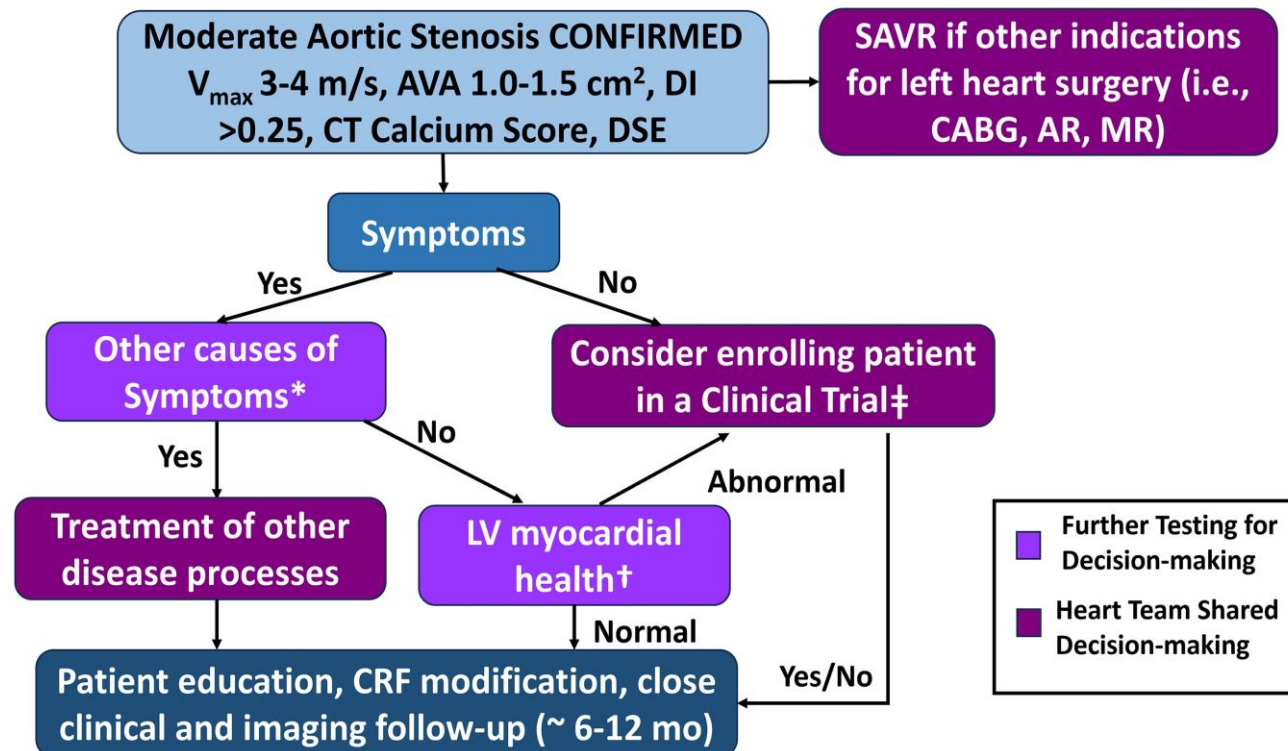 Moderate Aortic Stenosis CONFIRMED
Vmax 3-4 m/s, AVA 1.0-1.5 cm², DI
>0.25, CT Calcium Score, DSE
SAVR if other indications
for left heart surgery (i.e.,
CABG, AR, MR)
Symptoms
Yes
No
Other causes of
Symptoms*
Consider enrolling patient
in a Clinical Trial‡
Yes
No
Abnormal
Treatment of other
disease processes
LV myocardial
health†
Normal
Yes/No
Patient education, CRF modification, close
clinical and imaging follow-up (~ 6-12 mo)
Further Testing for
Decision-making
Heart Team Shared
Decision-making